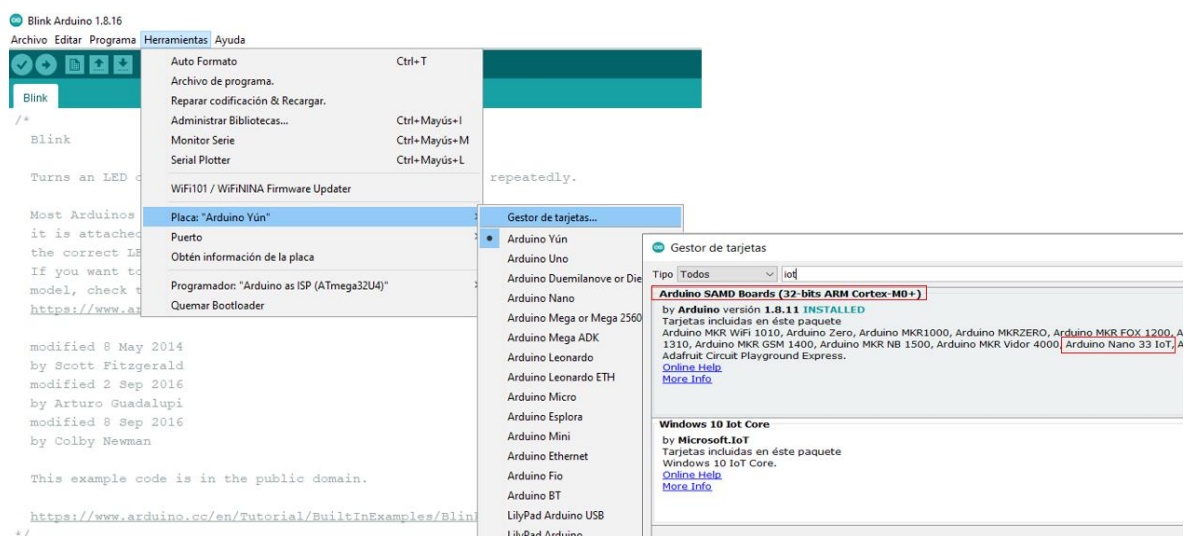 Blink Arduino 1.8.16
Archivo Editar Programa Herramientas Ayuda
Blink
/*
Blink
Turns an LED repeatedly.
Most Arduinos
it is attached
the correct
If you want to
model, check
modified 8 May 2014
by Scott Fitzgerald
modified 2 Sep 2016
by Arturo Guadalupi
modified 8 Sep 2016
by Colby Newman
This example code is in the public domain.
https://www.arduino.cc/en/Tutorial/BuiltInExamples/Blin
*/
Auto Formato Ctrl+T
Archivo de programa.
Reparar codificación & Recargar.
Administrar Bibliotecas... Ctrl+Mayús+I
Monitor Serie Ctrl+Mayús+M
Serial Plotter Ctrl+Mayús+L
WiFi101 / WiFiNINA Firmware Updater
Placa: "Arduino Yún"
Puerto
Obtén información de la placa
Programador: "Arduino as ISP (ATmega32U4)"
Quemar Bootloader
Gestor de tarjetas...
Arduino Yún
Arduino Uno
Arduino Duemilanove or Die
Arduino Nano
Arduino Mega or Mega 2560
Arduino Mega ADK
Arduino Leonardo
Arduino Leonardo ETH
Arduino Micro
Arduino Esplora
Arduino Mini
Arduino Ethernet
Arduino Fio
Arduino BT
LilyPad Arduino USB
LilyPad Arduino
Gestor de tarjetas
Tipo Todos iot
Arduino SAMD Boards (32-bits ARM Cortex-M0+)
by Arduino versión 1.8.11 INSTALLED
Tarjetas incluidas en éste paquete
Arduino MKR WiFi 1010, Arduino Zero, Arduino MKR1000, Arduino MKRZERO, Arduino MKR FOX 1200, A
1310, Arduino MKR GSM 1400, Arduino MKR NB 1500, Arduino MKR Vidor 4000, Arduino Nano 33 IoT, A
Adafruit Circuit Playground Express.
Online Help
More Info
Windows 10 Iot Core
by Microsoft.IoT
Tarjetas incluidas en éste paquete
Windows 10 IoT Core.
Online Help
More Info